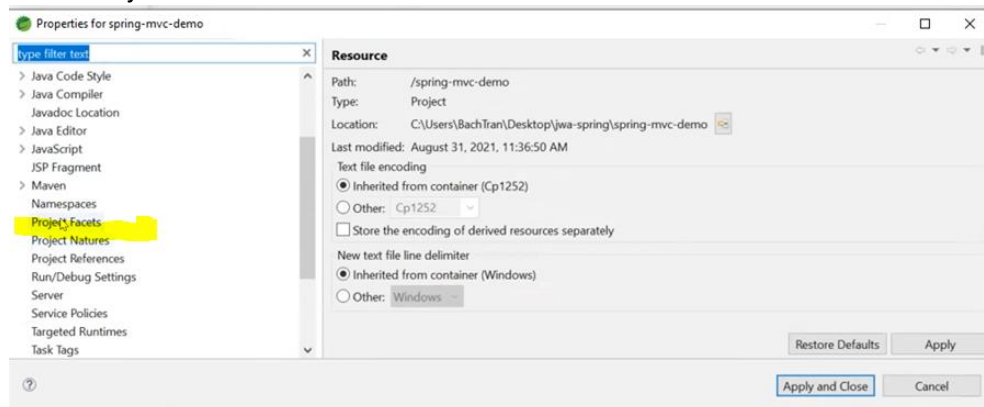 Properties for spring-mvc-demo
type filter text
Java Code Style
Java Compiler
Javadoc Location
Java Editor
JavaScript
JSP Fragment
Maven
Namespaces
Project Facets
Project Natures
Project References
Run/Debug Settings
Server
Service Policies
Targeted Runtimes
Task Tags
Resource
Path: /spring-mvc-demo
Type: Project
Location: C:\Users\BachTran\Desktop\jwa-spring\spring-mvc-demo
Last modified: August 31, 2021, 11:36:50 AM
Text file encoding
Inherited from container (Cp1252)
Other: Cp1252
Store the encoding of derived resources separately
New text file line delimiter
Inherited from container (Windows)
Other: Windows
Restore Defaults Apply
Apply and Close Cancel